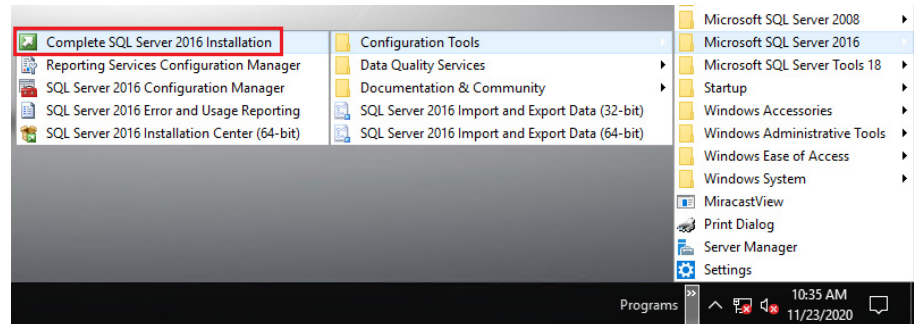 Complete SQL Server 2016 Installation
Reporting Services Configuration Manager
SQL Server 2016 Configuration Manager
SQL Server 2016 Error and Usage Reporting
SQL Server 2016 Installation Center (64-bit)
Configuration Tools
Data Quality Services
Documentation & Community
SQL Server 2016 Import and Export Data (32-bit)
SQL Server 2016 Import and Export Data (64-bit)
Microsoft SQL Server 2008
Microsoft SQL Server 2016
Microsoft SQL Server Tools 18
Startup
Windows Accessories
Windows Administrative Tools
Windows Ease of Access
Windows System
MiracastView
Print Dialog
Server Manager
Settings
Programs
10:35 AM
11/23/2020